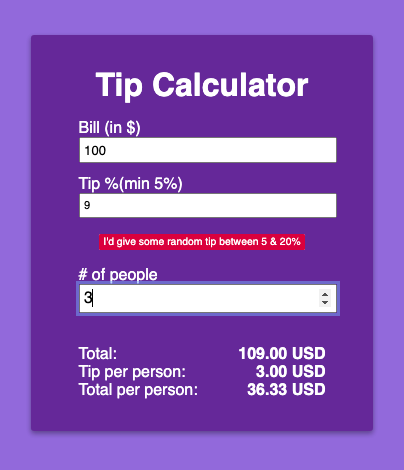 Tip Calculator
Bill (in $)
100
Tip %(min 5%)
9
I'd give some random tip between 5 & 20%
# of people
3
Total: 109.00 USD
Tip per person: 3.00 USD
Total per person: 36.33 USD